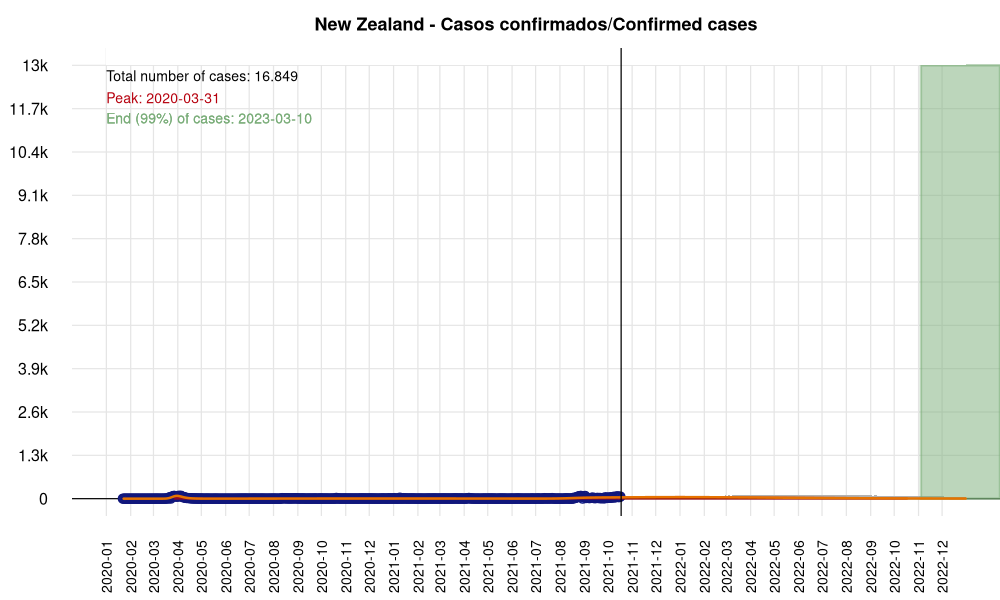 New Zealand - Casos confirmados/Confirmed cases
Total number of cases: 16.849
Peak: 2020-03-31
End (99%) of cases: 2023-03-10
13k
11.7k
10.4k
9.1k
7.8k
6.5k
5.2k
3.9k
2.6k
1.3k
0
2020-01
2020-02
2020-03
2020-04
2020-05
2020-06
2020-07
2020-08
2020-09
2020-10
2020-11
2020-12
2021-01
2021-02
2021-03
2021-04
2021-05
2021-06
2021-07
2021-08
2021-09
2021-10
2021-11
2021-12
2022-01
2022-02
2022-03
2022-04
2022-05
2022-06
2022-07
2022-08
2022-09
2022-10
2022-11
2022-12